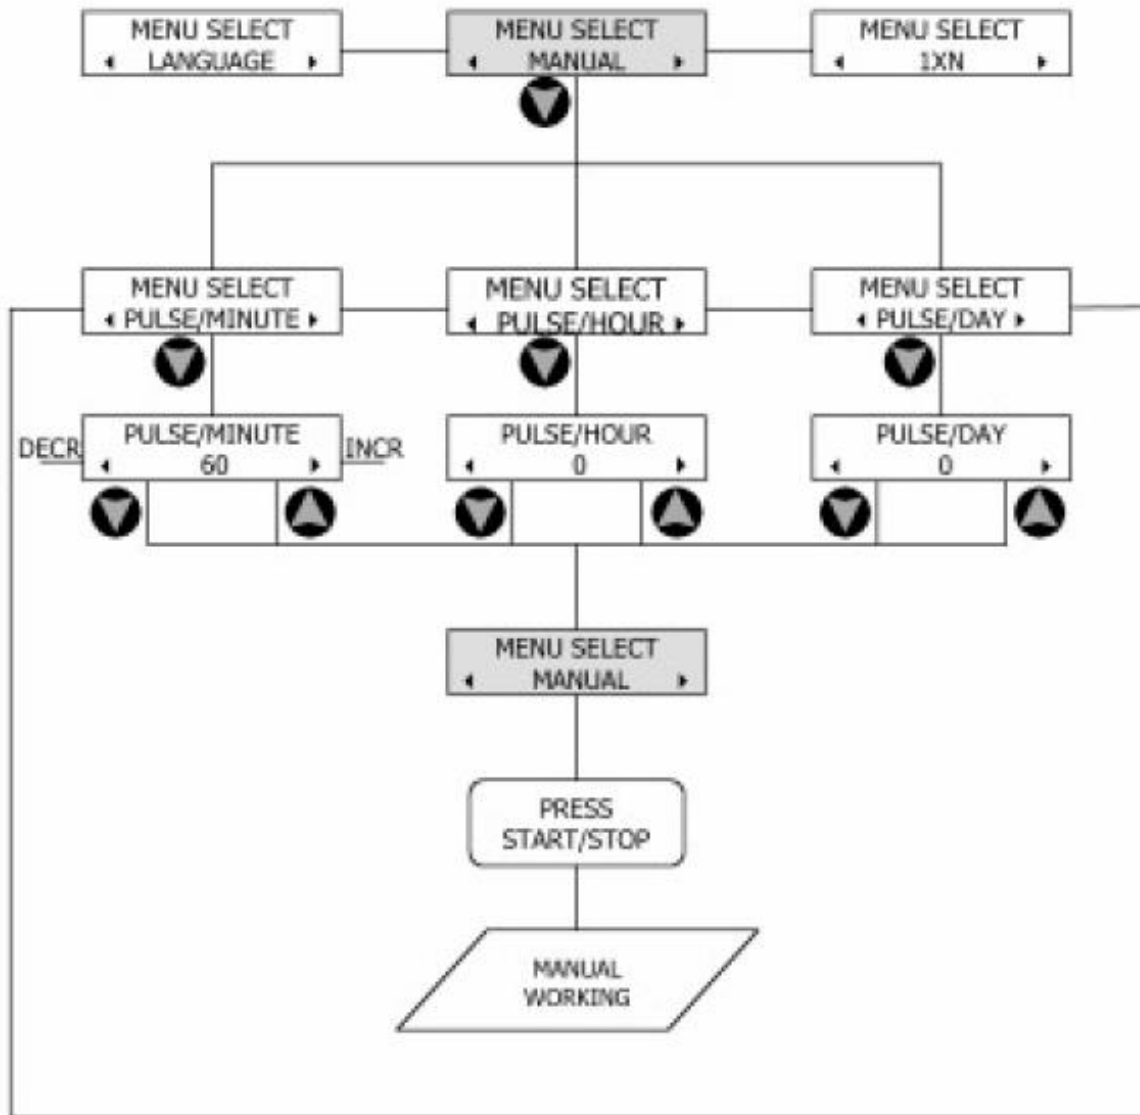 MENU SELECT
LANGUAGE
MENU SELECT
MANUAL
MENU SELECT
1XN
MENU SELECT
PULSE/MINUTE
MENU SELECT
PULSE/HOUR
MENU SELECT
PULSE/DAY
DECR
PULSE/MINUTE
60
INCR
PULSE/HOUR
0
PULSE/DAY
0
MENU SELECT
MANUAL
PRESS
START/STOP
MANUAL
WORKING